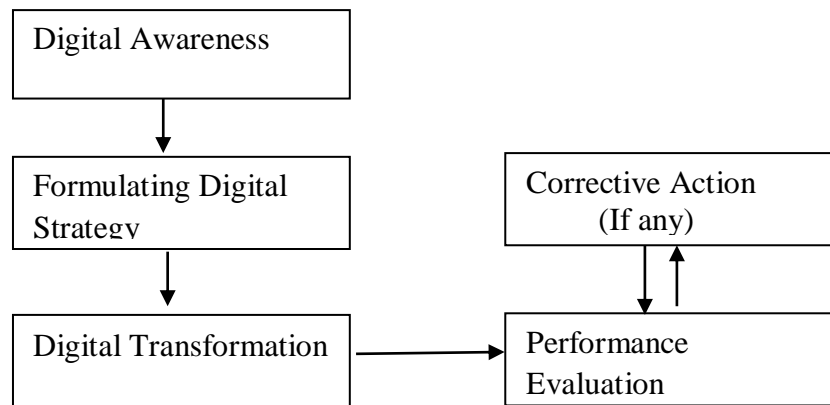 Digital Awareness
Formulating Digital
Strategy
Digital Transformation
Corrective Action
(If any)
Performance
Evaluation